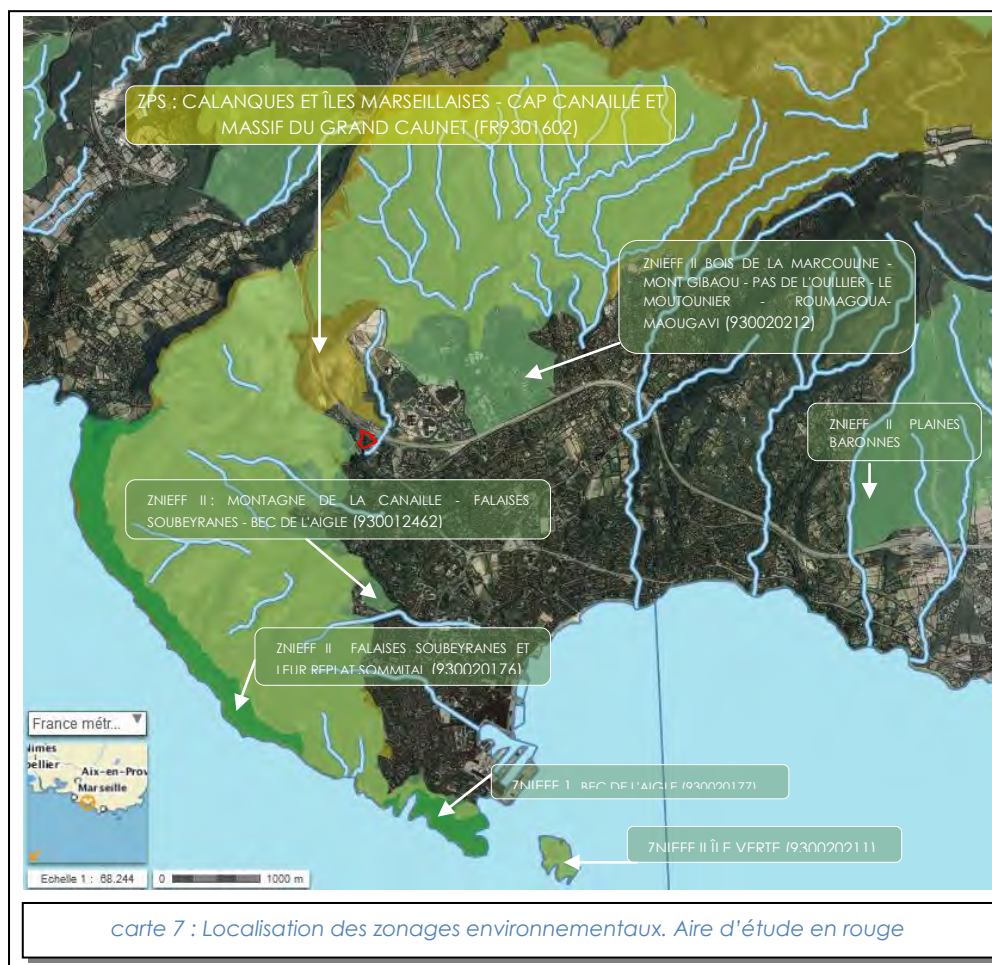 ZPS : CALANQUES ET ÎLES MARSEILLAISES - CAP CANAILLE ET
MASSIF DU GRAND CAUNET (FR9301602)
ZNIEFF II BOIS DE LA MARCOULINE -
MONT GIBAOU - PAS DE L'OUILLIER - LE
MOUTOUNIER - ROUMAGOUA-
MAOUGAVI (930020212)
ZNIEFF II PLAINES
BARONNES
ZNIEFF II : MONTAGNE DE LA CANAILLE - FALAISES
SOUBEYRANES - BEC DE L'AIGLE (930012462)
ZNIEFF II FALAISES SOUBEYRANES ET
LEUR REPLAT SOMMITAL (930020176)
ZNIEFF 1 BEC DE L'AIGLE (930020177)
ZNIEFF II ÎLE VERTE (930020211)
France métr...
Nimes
pellier
Aix-en-Prov
Marseille
Echelle 1 : 68.244
0 1000 m
carte 7 : Localisation des zonages environnementaux. Aire d'étude en rouge